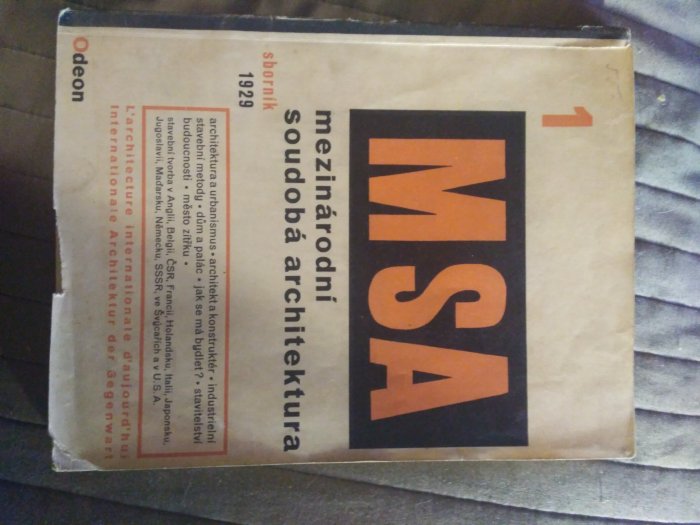 1
MSA
mezinárodní
soudobá architektura
sborník
1929
architektura a urbanismus • architekt a konstruktér • industrielní
stavební metody • dům a palác • jak se má bydlet? • stavitelství
budoucnosti • město zítřku •
stavební tvorba v Anglii, Belgii, ČSR, Francii, Holandsku, Italii, Japonsku,
Jugoslavii, Maďarsku, Německu, SSSR, ve Švýcařích a v U. S. A.
L'architecture internationale d'aujourd'hui
Internationale Architektur der Gegenwart
Odeon